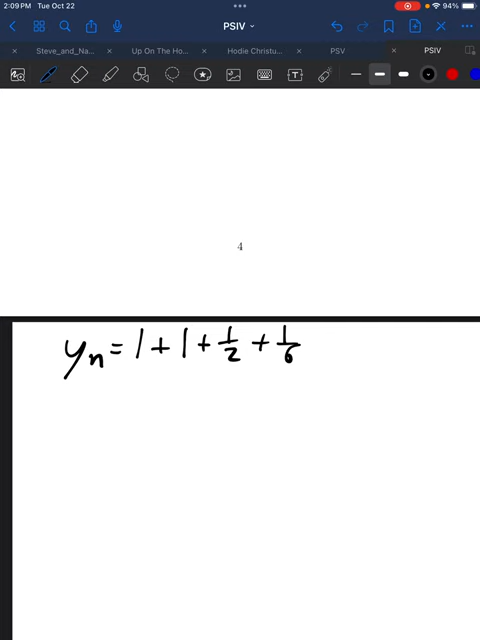 2:09 PM Tue Oct 22
94%
PSIV
Steve_and_Na... Up On The Ho... Hodie Christu... PSV PSIV
4
yn = 1 + 1 + 1/2 + 1/6